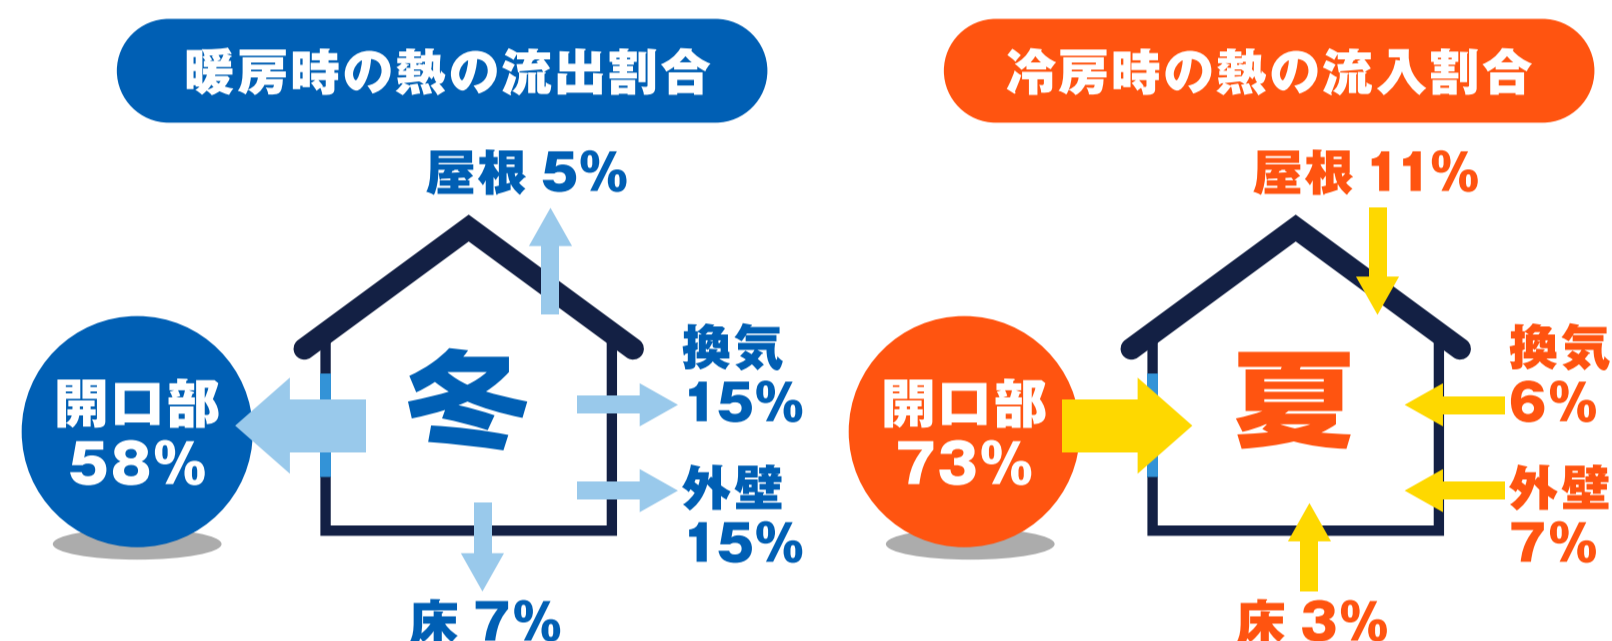 暖房時の熱の流出割合
屋根 5%
開口部
58%
冬
換気
15%
外壁
15%
床 7%
冷房時の熱の流入割合
屋根 11%
開口部
73%
夏
換気
6%
外壁
7%
床 3%